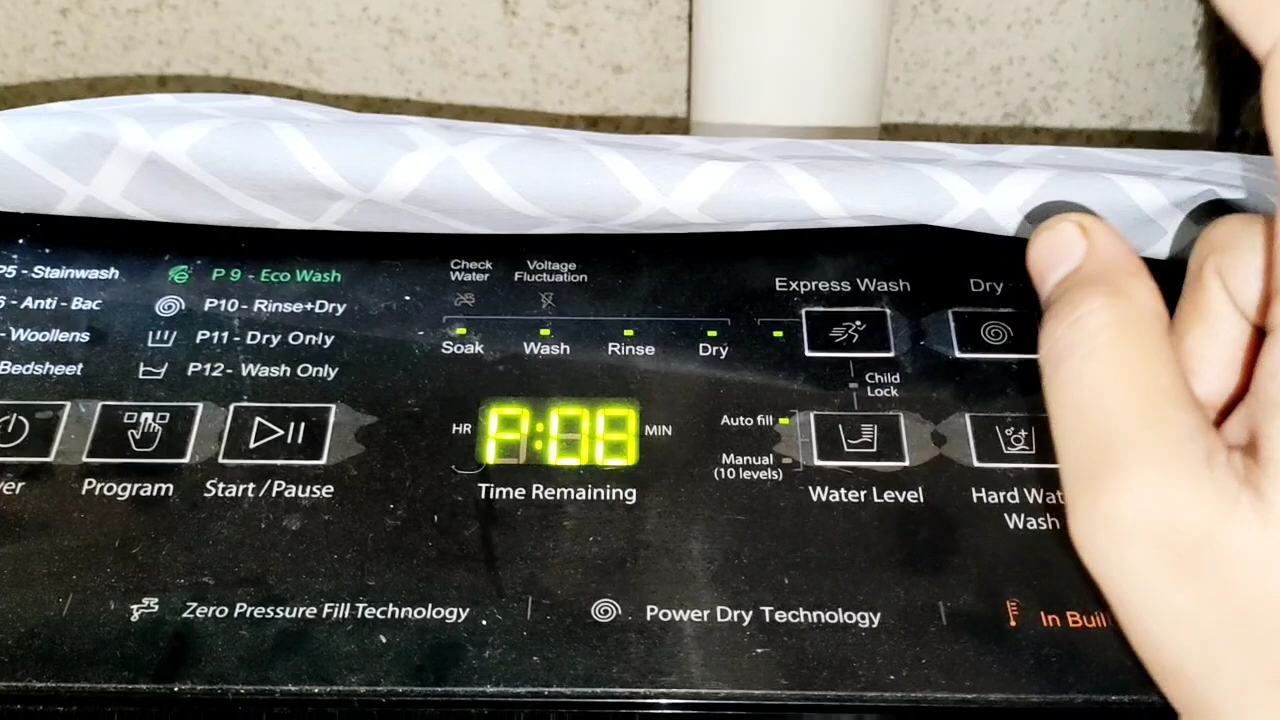 P5 - Stainwash
P 9 - Eco Wash
6 - Anti - Bac
P10 - Rinse+Dry
- Woollens
P11 - Dry Only
Bedsheet
P12 - Wash Only
Check
Water
Voltage
Fluctuation
Soak
Wash
Rinse
Dry
Express Wash
Dry
Child
Lock
HR
MIN
Time Remaining
Auto fill
Manual
(10 levels)
Water Level
Hard Wat
Wash
er
Program
Start / Pause
Zero Pressure Fill Technology
Power Dry Technology
In Buil